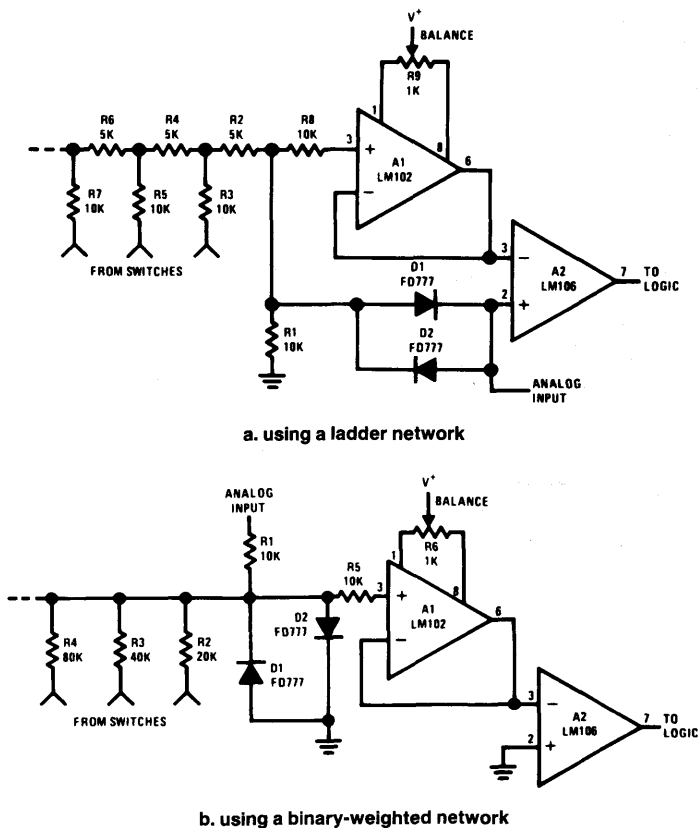 V+
BALANCE
R9
1K
R6
5K
R4
5K
R2
5K
R8
10K
1
3
+
A1
LM102
8
6
−
R7
10K
R5
10K
R3
10K
FROM SWITCHES
D1
FD777
3
−
A2
LM106
7
TO
LOGIC
2
+
R1
10K
D2
FD777
ANALOG
INPUT
a. using a ladder network
ANALOG
INPUT
V+
BALANCE
R1
10K
R6
1K
R5
10K
1
3
+
A1
LM102
8
6
−
R4
80K
R3
40K
R2
20K
D2
FD777
D1
FD777
FROM SWITCHES
3
−
A2
LM106
7
TO
LOGIC
2
+
b. using a binary-weighted network